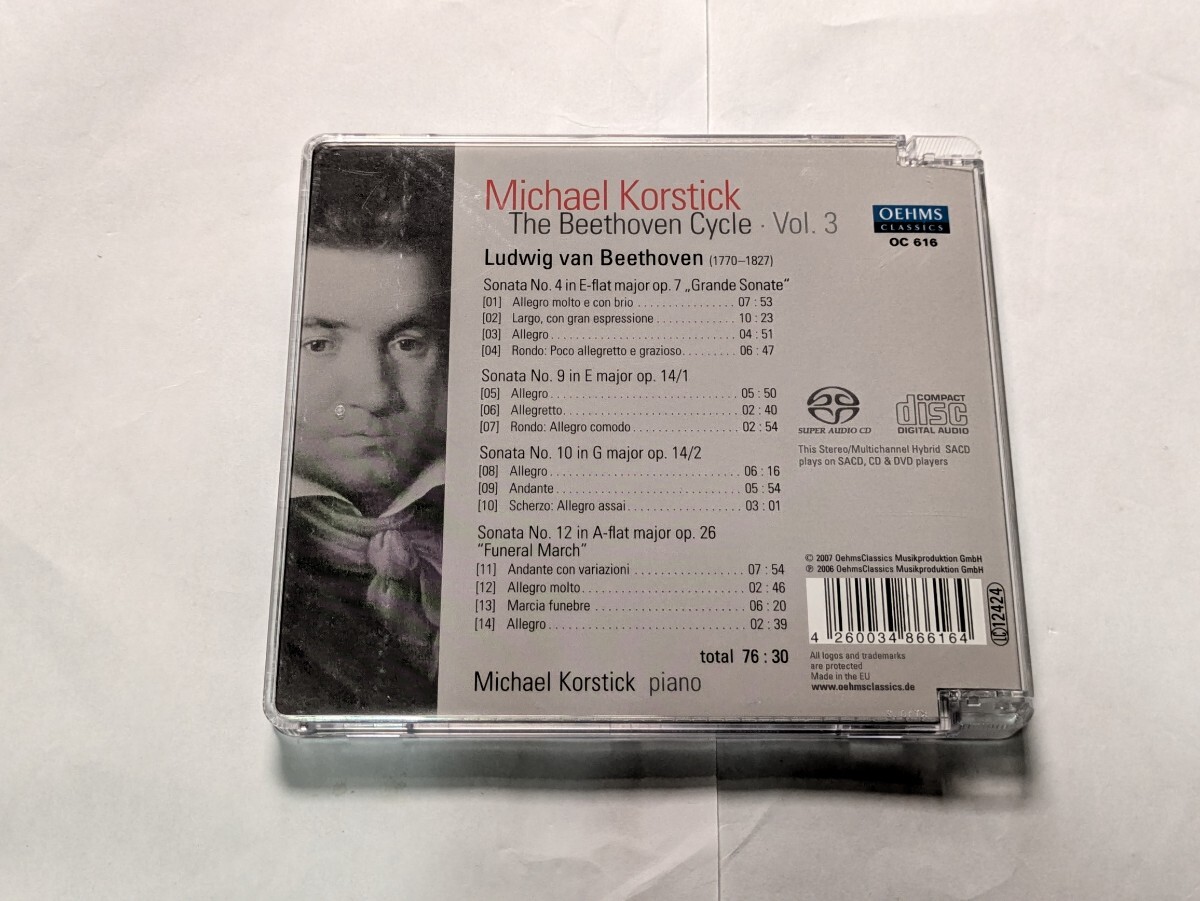 Michael Korstick
The Beethoven Cycle · Vol. 3
OEHMS
CLASSICS
OC 616
Ludwig van Beethoven (1770–1827)
Sonata No. 4 in E-flat major op. 7 „Grande Sonate"
[01] Allegro molto e con brio 07 : 53
[02] Largo, con gran espressione 10 : 23
[03] Allegro 04 : 51
[04] Rondo: Poco allegretto e grazioso 06 : 47
Sonata No. 9 in E major op. 14/1
[05] Allegro 05 : 50
[06] Allegretto 02 : 40
[07] Rondo: Allegro comodo 02 : 54
Sonata No. 10 in G major op. 14/2
[08] Allegro 06 : 16
[09] Andante 05 : 54
[10] Scherzo: Allegro assai 03 : 01
Sonata No. 12 in A-flat major op. 26
"Funeral March"
[11] Andante con variazioni 07 : 54
[12] Allegro molto 02 : 46
[13] Marcia funebre 06 : 20
[14] Allegro 02 : 39
total 76 : 30
Michael Korstick piano
SUPER AUDIO CD
COMPACT
disc
DIGITAL AUDIO
This Stereo/Multichannel Hybrid SACD
plays on SACD, CD & DVD players
© 2007 OehmsClassics Musikproduktion GmbH
℗ 2006 OehmsClassics Musikproduktion GmbH
4 260034 866164
LC 12424
All logos and trademarks
are protected
Made in the EU
www.oehmsclassics.de